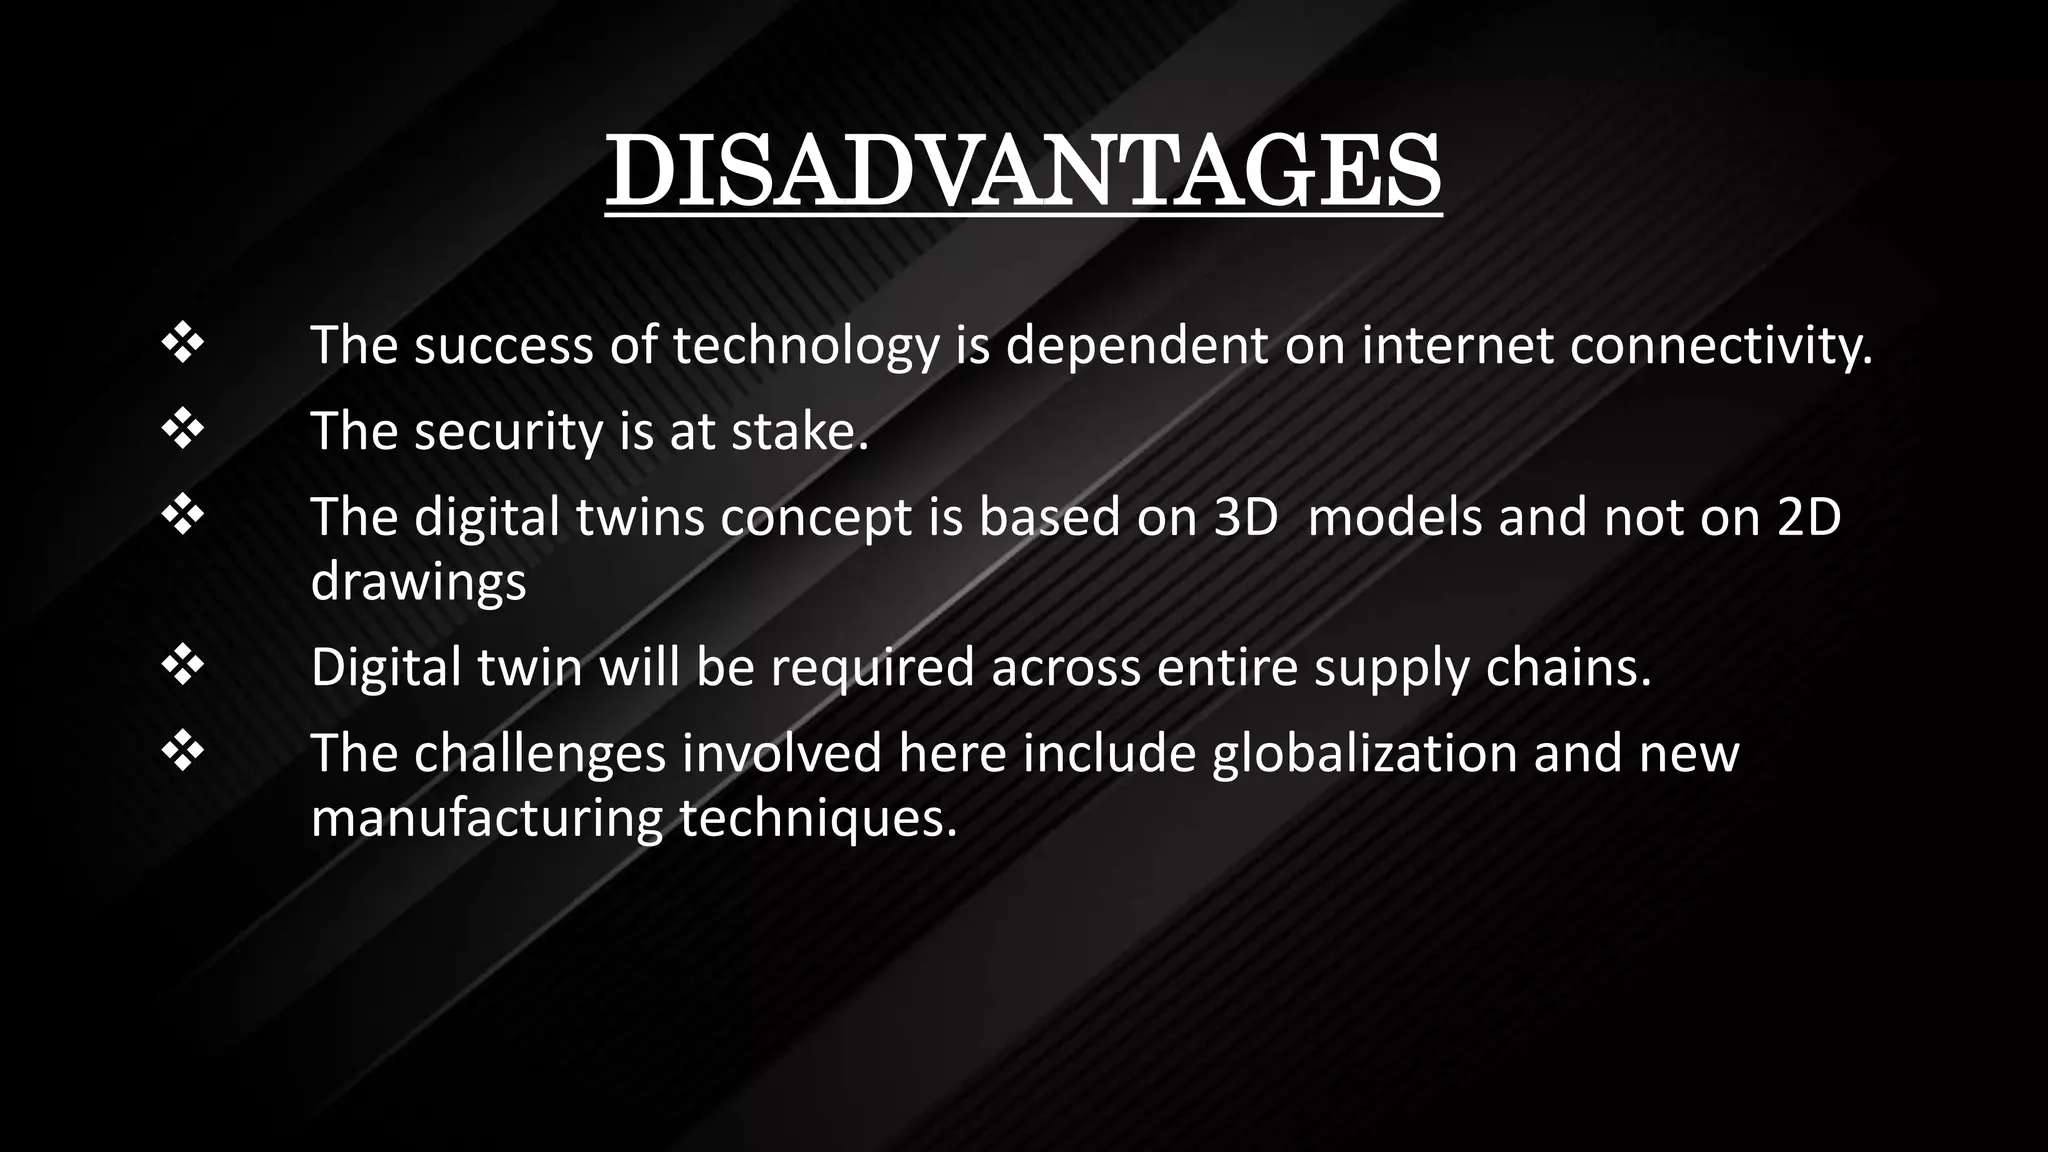 DISADVANTAGES
❖ The success of technology is dependent on internet connectivity.
❖ The security is at stake.
❖ The digital twins concept is based on 3D  models and not on 2D
drawings
❖ Digital twin will be required across entire supply chains.
❖ The challenges involved here include globalization and new
manufacturing techniques.